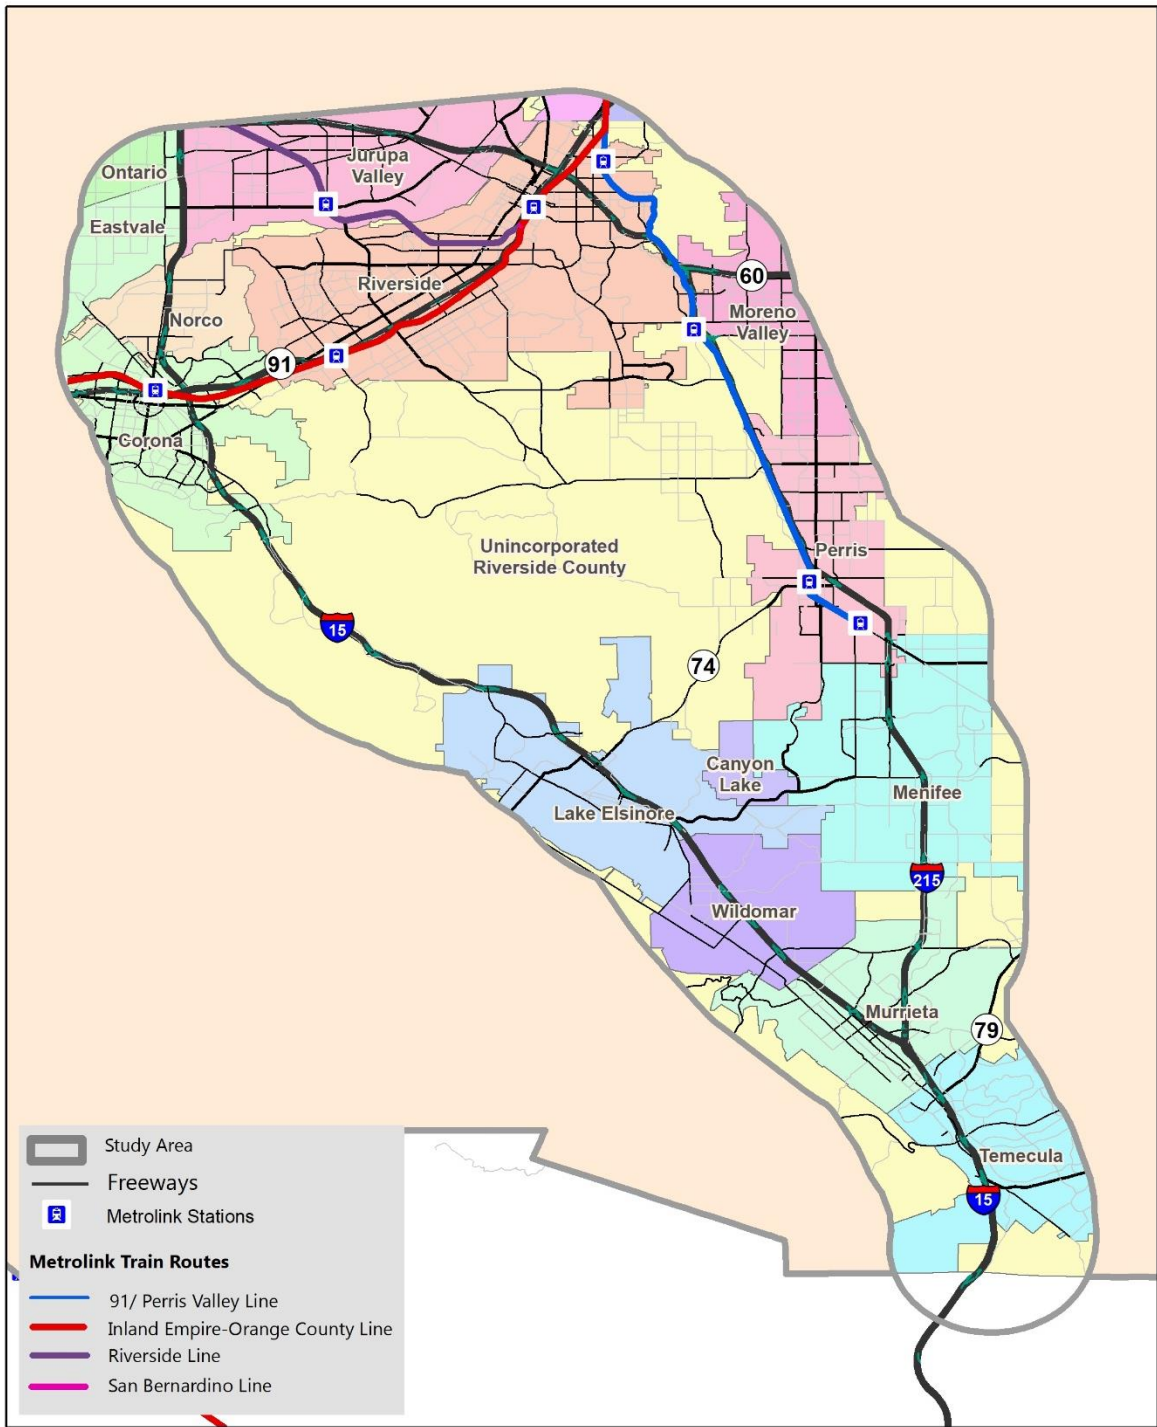 Ontario
Jurupa
Valley
Eastvale
60
Riverside
Norco
Moreno
Valley
91
Corona
Unincorporated
Riverside County
Perris
15
74
Canyon
Lake
Menifee
Lake Elsinore
215
Wildomar
Murrieta
79
Temecula
15
Study Area
Freeways
Metrolink Stations
Metrolink Train Routes
91/ Perris Valley Line
Inland Empire-Orange County Line
Riverside Line
San Bernardino Line